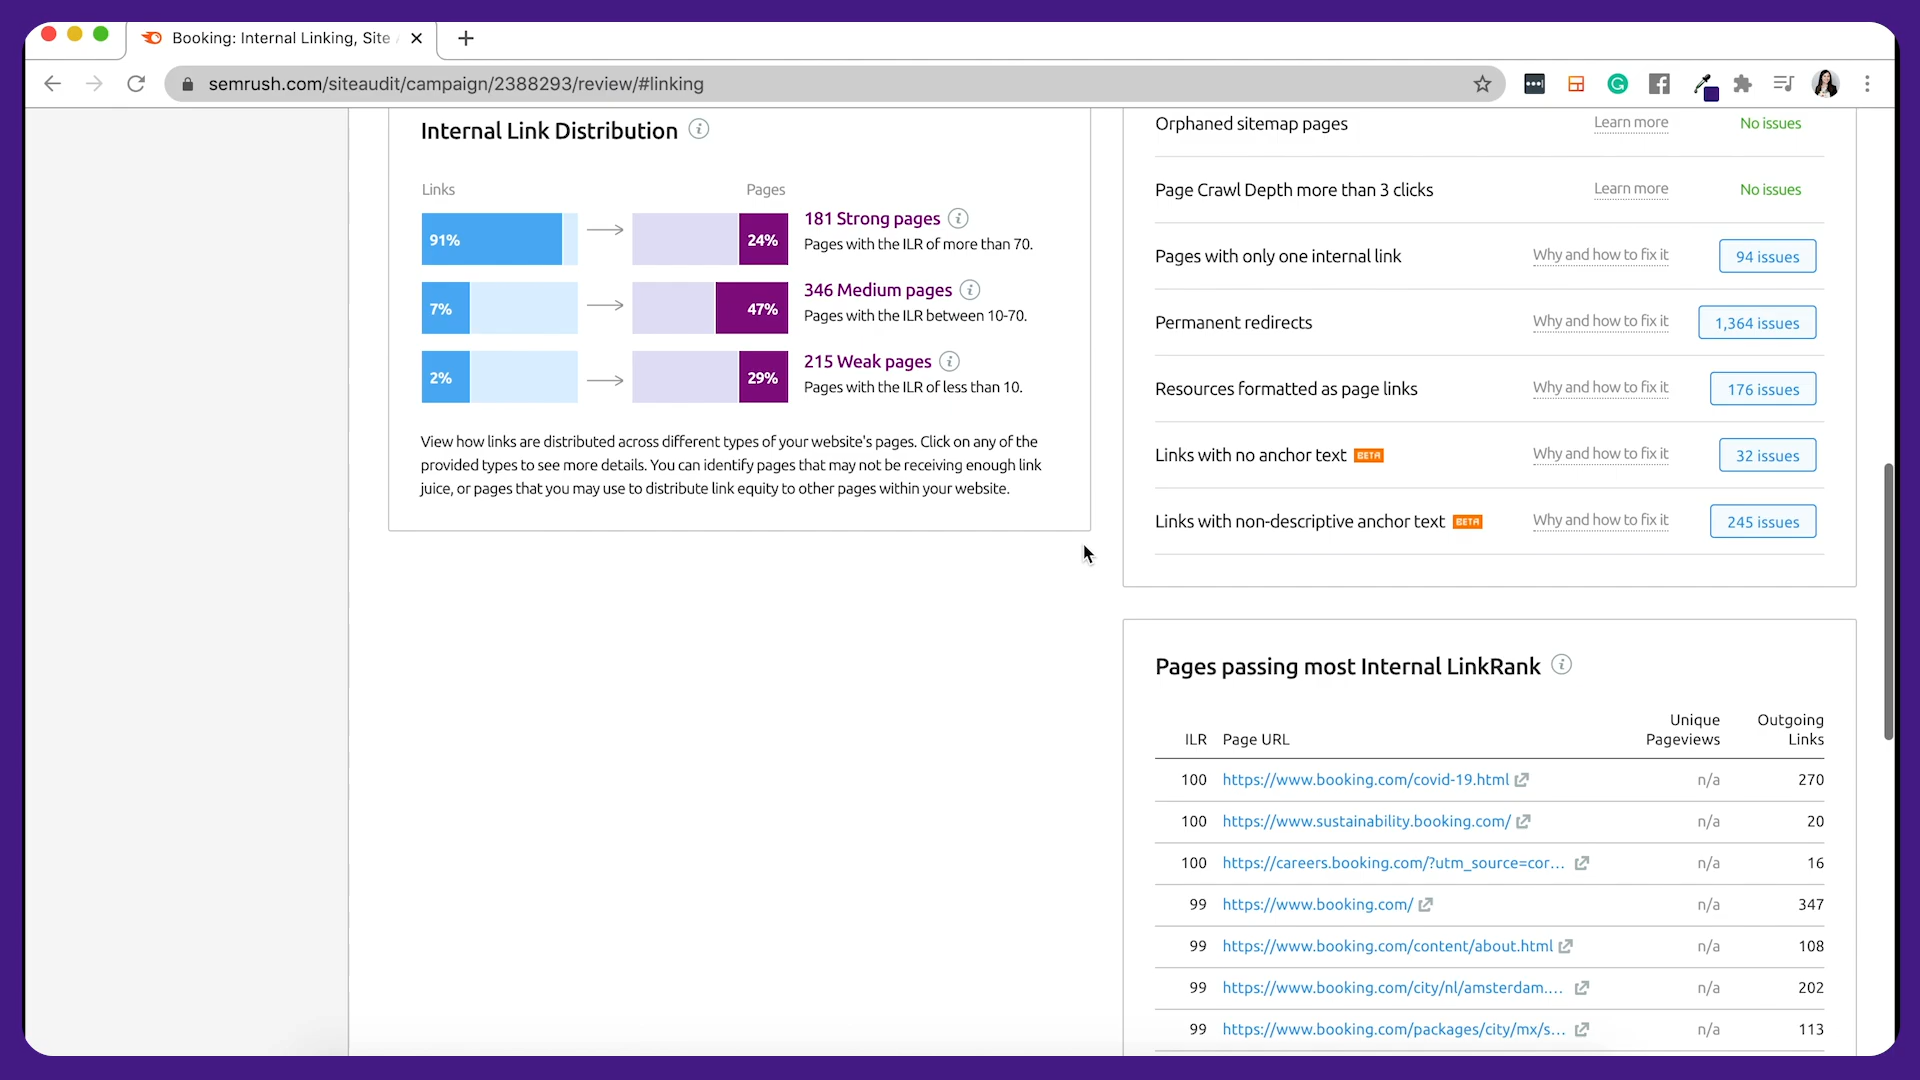 Booking: Internal Linking, Site
semrush.com/siteaudit/campaign/2388293/review/#linking
Internal Link Distribution
Links
Pages
91%
24%
181 Strong pages
Pages with the ILR of more than 70.
7%
47%
346 Medium pages
Pages with the ILR between 10-70.
2%
29%
215 Weak pages
Pages with the ILR of less than 10.
View how links are distributed across different types of your website's pages. Click on any of the
provided types to see more details. You can identify pages that may not be receiving enough link
juice, or pages that you may use to distribute link equity to other pages within your website.
Orphaned sitemap pages Learn more No issues
Page Crawl Depth more than 3 clicks Learn more No issues
Pages with only one internal link Why and how to fix it 94 issues
Permanent redirects Why and how to fix it 1,364 issues
Resources formatted as page links Why and how to fix it 176 issues
Links with no anchor text BETA Why and how to fix it 32 issues
Links with non-descriptive anchor text BETA Why and how to fix it 245 issues
Pages passing most Internal LinkRank
ILR Page URL Unique Pageviews Outgoing Links
100 https://www.booking.com/covid-19.html n/a 270
100 https://www.sustainability.booking.com/ n/a 20
100 https://careers.booking.com/?utm_source=cor... n/a 16
99 https://www.booking.com/ n/a 347
99 https://www.booking.com/content/about.html n/a 108
99 https://www.booking.com/city/nl/amsterdam.... n/a 202
99 https://www.booking.com/packages/city/mx/s... n/a 113